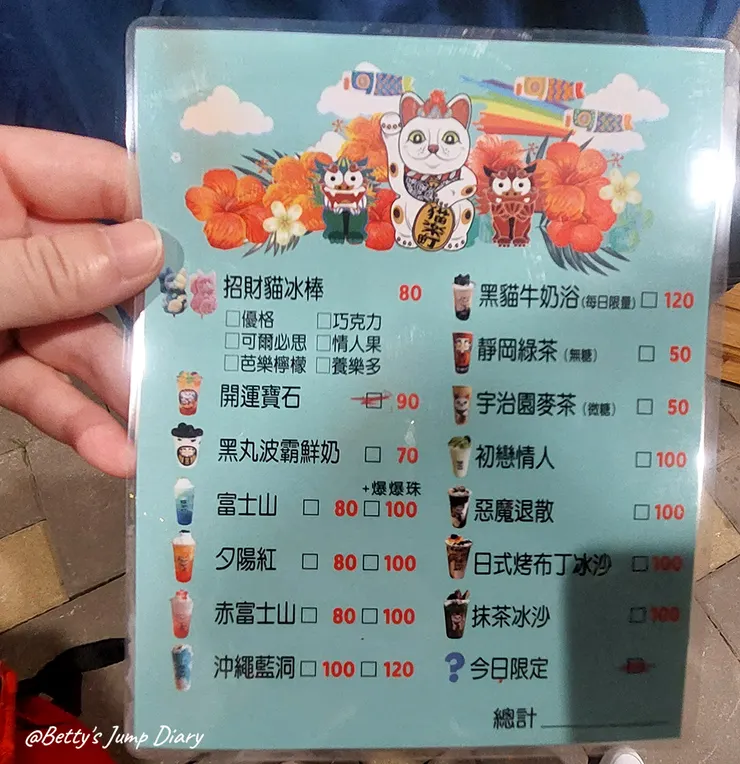 猫楽町
招財貓冰棒 80
□優格 □巧克力
□可爾必思 □情人果
□芭樂檸檬 □養樂多
開運寶石 □ 90
黑丸波霸鮮奶 □ 70
+爆爆珠
富士山 □ 80 □ 100
夕陽紅 □ 80 □ 100
赤富士山 □ 80 □ 100
沖繩藍洞 □ 100 □ 120
黑貓牛奶浴(每日限量) □ 120
靜岡綠茶(無糖) □ 50
宇治園麥茶(微糖) □ 50
初戀情人 □ 100
惡魔退散 □ 100
日式烤布丁冰沙 □ 100
抹茶冰沙 □ 100
? 今日限定 □
總計
@Betty's Jump Diary